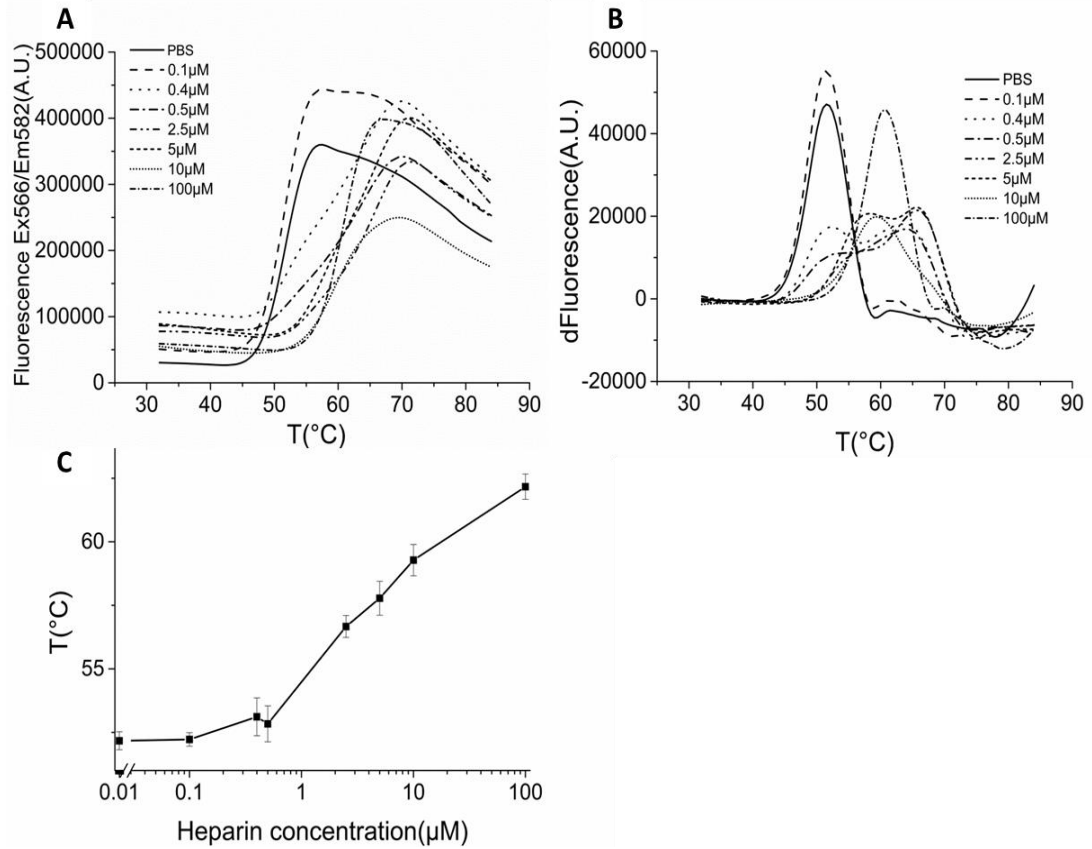 A
Fluorescence Ex566/Em582(A.U.)
500000
400000
300000
200000
100000
0
PBS
0.1µM
0.4µM
0.5µM
2.5µM
5µM
10µM
100µM
30 40 50 60 70 80 90
T(°C)
B
dFluorescence(A.U.)
60000
40000
20000
0
-20000
PBS
0.1µM
0.4µM
0.5µM
2.5µM
5µM
10µM
100µM
30 40 50 60 70 80 90
T(°C)
C
T(°C)
60
55
0.01 0.1 1 10 100
Heparin concentration(µM)